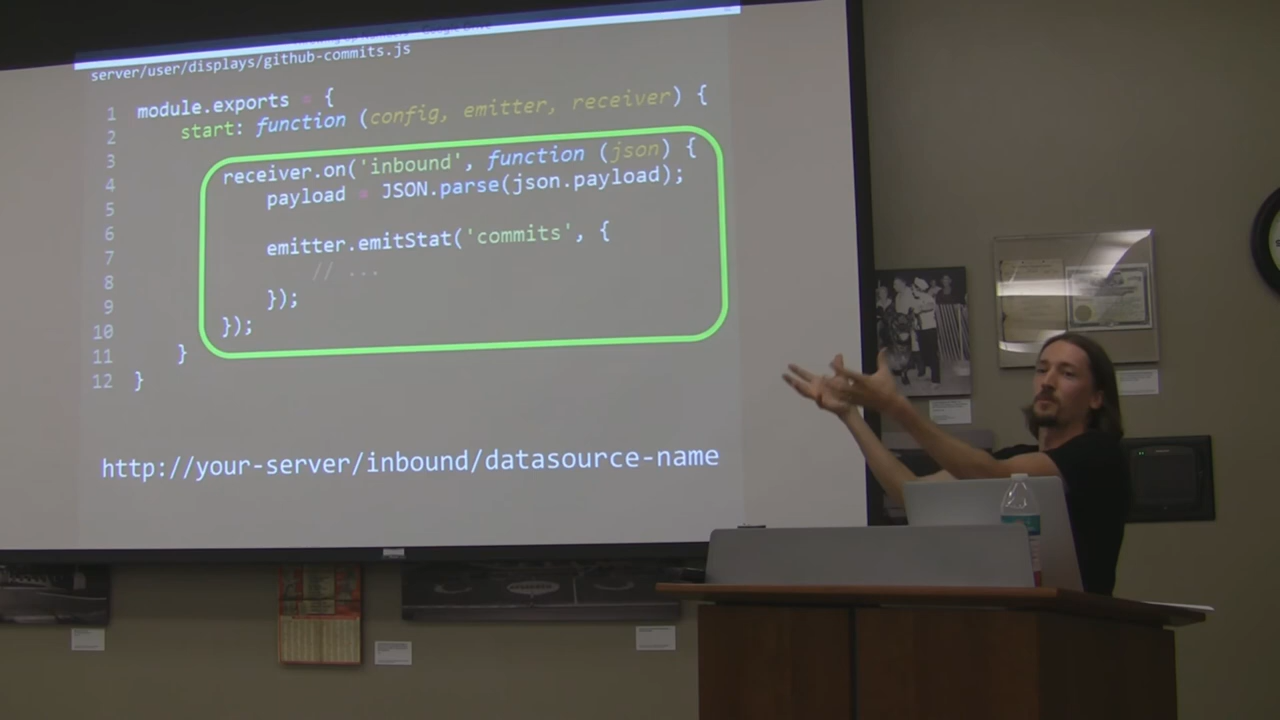 server/user/displays/github-commits.js
1 module.exports = {
2 start: function (config, emitter, receiver) {
3
4 receiver.on('inbound', function (json) {
5 payload = JSON.parse(json.payload);
6
7 emitter.emitStat('commits', {
8 // ...
9 });
10 });
11 }
12 }
http://your-server/inbound/datasource-name